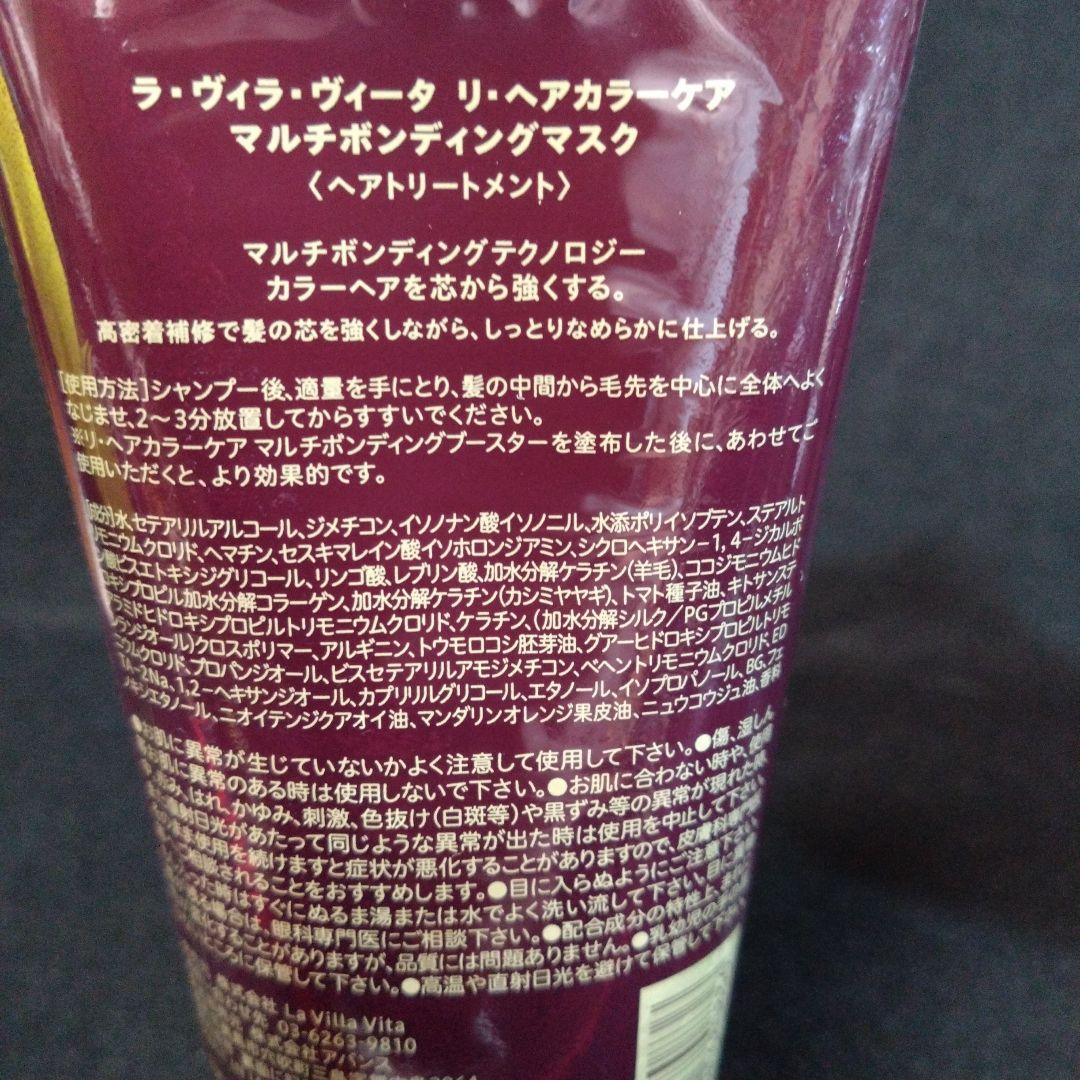 ラ・ヴィラ・ヴィータ リ・ヘアカラーケア
マルチボンディングマスク
〈ヘアトリートメント〉
マルチボンディングテクノロジー
カラーヘアを芯から強くする。
高密着補修で髪の芯を強くしながら、しっとりなめらかに仕上げる。
[使用方法]シャンプー後、適量を手にとり、髪の中間から毛先を中心に全体へよく
なじませ、2〜3分放置してからすすいでください。
※リ・ヘアカラーケア マルチボンディングブースターを塗布した後に、あわせてご
使用いただくと、より効果的です。
[成分]水、セテアリルアルコール、ジメチコン、イソノナン酸イソノニル、水添ポリイソブテン、ステアルト
モニウムクロリド、ヘマチン、セスキマレイン酸イソホロンジアミン、シクロヘキサン-1, 4-ジカルボ
酸ビスエトキシジグリコール、リンゴ酸、レブリン酸、加水分解ケラチン(羊毛)、ココジモニウムヒド
ロキシプロピル加水分解コラーゲン、加水分解ケラチン(カシミヤヤギ)、トマト種子油、キトサンステ
ラミドヒドロキシプロピルトリモニウムクロリド、ケラチン、(加水分解シルク/PGプロピルメチル
シランジオール)クロスポリマー、アルギニン、トウモロコシ胚芽油、グアーヒドロキシプロピルトリモ
ニウムクロリド、プロパンジオール、ビスセテアリルアモジメチコン、ベヘントリモニウムクロリド、ED
TA-2Na、1,2-ヘキサンジオール、カプリリルグリコール、エタノール、イソプロパノール、BG、フェ
ノキシエタノール、ニオイテンジクアオイ油、マンダリンオレンジ果皮油、ニュウコウジュ油、香料
●お肌に異常が生じていないかよく注意して使用して下さい。●傷、湿しん
お肌に異常のある時は使用しないで下さい。●お肌に合わない時や、使用
赤み、はれ、かゆみ、刺激、色抜け(白斑等)や黒ずみ等の異常が現れた時
直射日光があたって同じような異常が出た時は使用を中止して下さい。
まま使用を続けますと症状が悪化することがありますので、皮膚科専門
ご相談されることをおすすめします。●目に入らぬようにご注意下さい。
った時はすぐにぬるま湯または水でよく洗い流して下さい。目に異
場合は、眼科専門医にご相談下さい。●配合成分の特性上、
化することがありますが、品質には問題ありません。●乳幼児の
ころに保管して下さい。●高温や直射日光を避けて保管して下さ
会社 La Villa Vita
03-6263-9810
株式会社アバンス